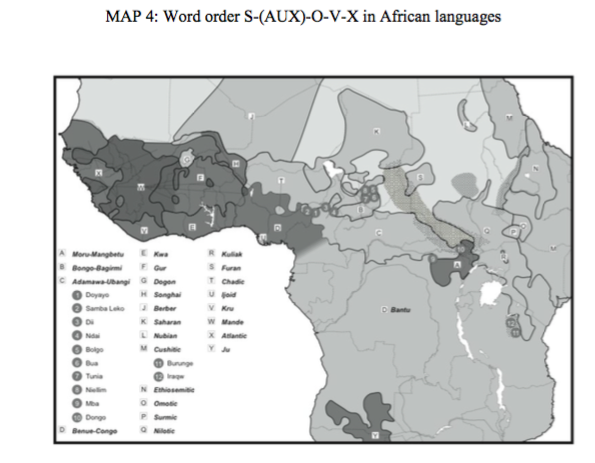 MAP 4: Word order S-(AUX)-O-V-X in African languages
D Bantu
A Moru-Mangbetu
B Bongo-Bagirmi
C Adamawa-Ubangi
1 Doyayo
2 Samba Leko
3 Dii
4 Ndai
5 Bolgo
6 Bua
7 Tunia
8 Niellim
9 Mba
10 Dongo
D Benue-Congo
E Kwa
F Gur
G Dogon
H Songhai
J Berber
K Saharan
L Nubian
M Cushitic
11 Burunge
12 Iraqw
N Ethiosemitic
O Omotic
P Surmic
Q Nilotic
R Kuliak
S Furan
T Chadic
U Ijoid
V Kru
W Mande
X Atlantic
Y Ju